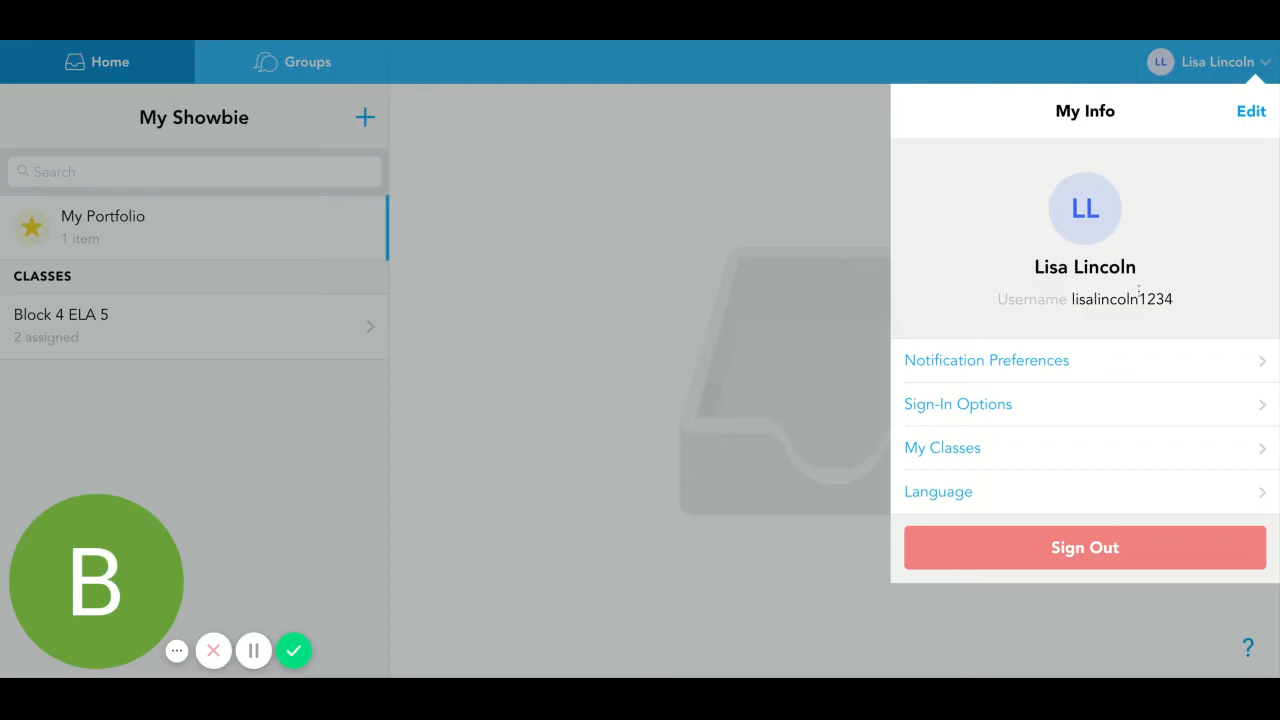 Home
Groups
LL
Lisa Lincoln
My Showbie
+
Search
My Portfolio
1 item
CLASSES
Block 4 ELA 5
2 assigned
My Info
Edit
LL
Lisa Lincoln
Username lisalincoln1234
Notification Preferences
Sign-In Options
My Classes
Language
Sign Out
B
?